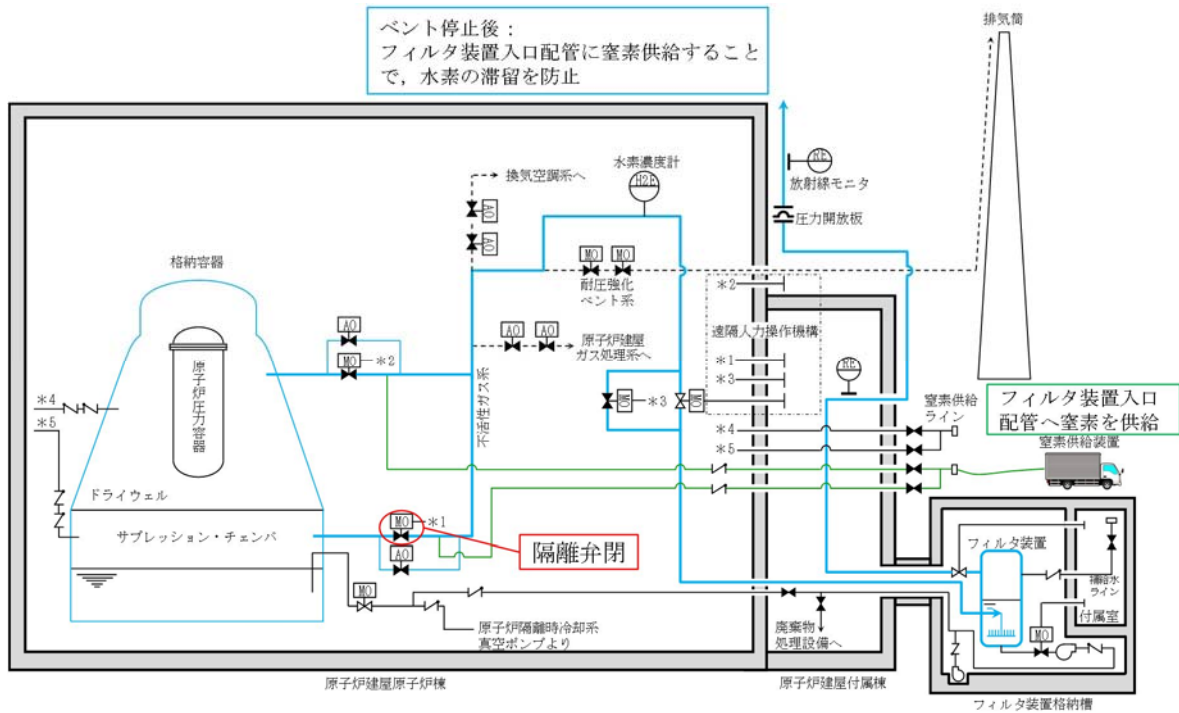 ベント停止後：
フィルタ装置入口配管に窒素供給すること
で，水素の滞留を防止
排気筒
水素濃度計
H2E
換気空調系へ
AO
AO
RE
放射線モニタ
圧力開放板
格納容器
MO
MO
耐圧強化
ベント系
＊2
遠隔人力操作機構
AO
MO
＊2
AO
AO
原子炉建屋
ガス処理系へ
＊1
＊3
RE
原子炉圧力容器
不活性ガス系
MO
＊3
MO
＊4
＊5
＊4
＊5
窒素供給
ライン
フィルタ装置入口
配管へ窒素を供給
窒素供給装置
ドライウェル
サプレッション・チェンバ
MO
＊1
AO
隔離弁閉
フィルタ装置
補給水
ライン
付属室
MO
MO
原子炉隔離時冷却系
真空ポンプより
廃棄物
処理設備へ
原子炉建屋原子炉棟
原子炉建屋付属棟
フィルタ装置格納槽